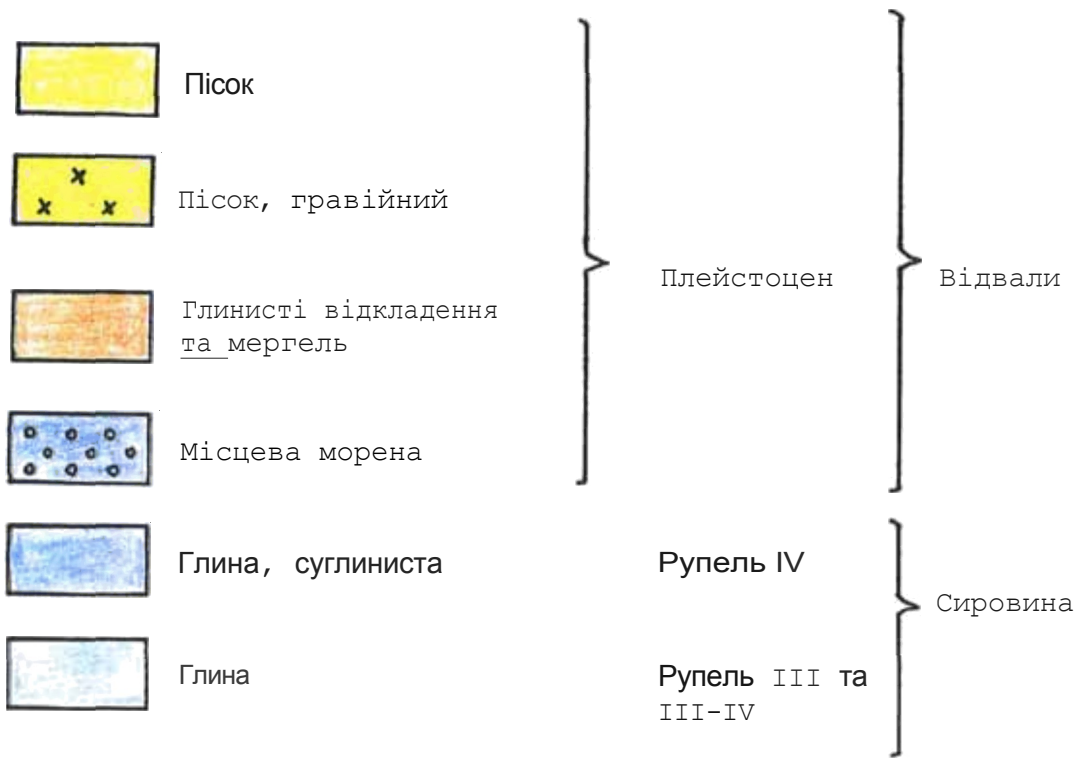 Пісок
Пісок, гравійний
Глинисті відкладення
та мергель
Плейстоцен
Відвали
Місцева морена
Глина, суглиниста
Рупель IV
Сировина
Глина
Рупель III та
III-IV